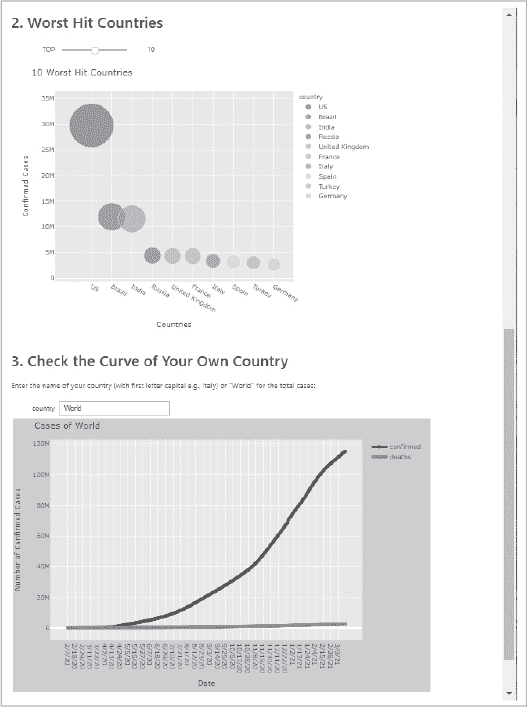 2. Worst Hit Countries
TOP 10
10 Worst Hit Countries
35M
30M
25M
20M
15M
10M
5M
0
Confirmed Cases
US
Brazil
India
Russia
United Kingdom
France
Italy
Spain
Turkey
Germany
Countries
country
US
Brazil
India
Russia
United Kingdom
France
Italy
Spain
Turkey
Germany
3. Check the Curve of Your Own Country
Enter the name of your country (with first letter capital e.g., Italy) or "World" for the total cases:
country World
Cases of World
120M
100M
80M
60M
40M
20M
0
Number of Confirmed Cases
confirmed
deaths
Date